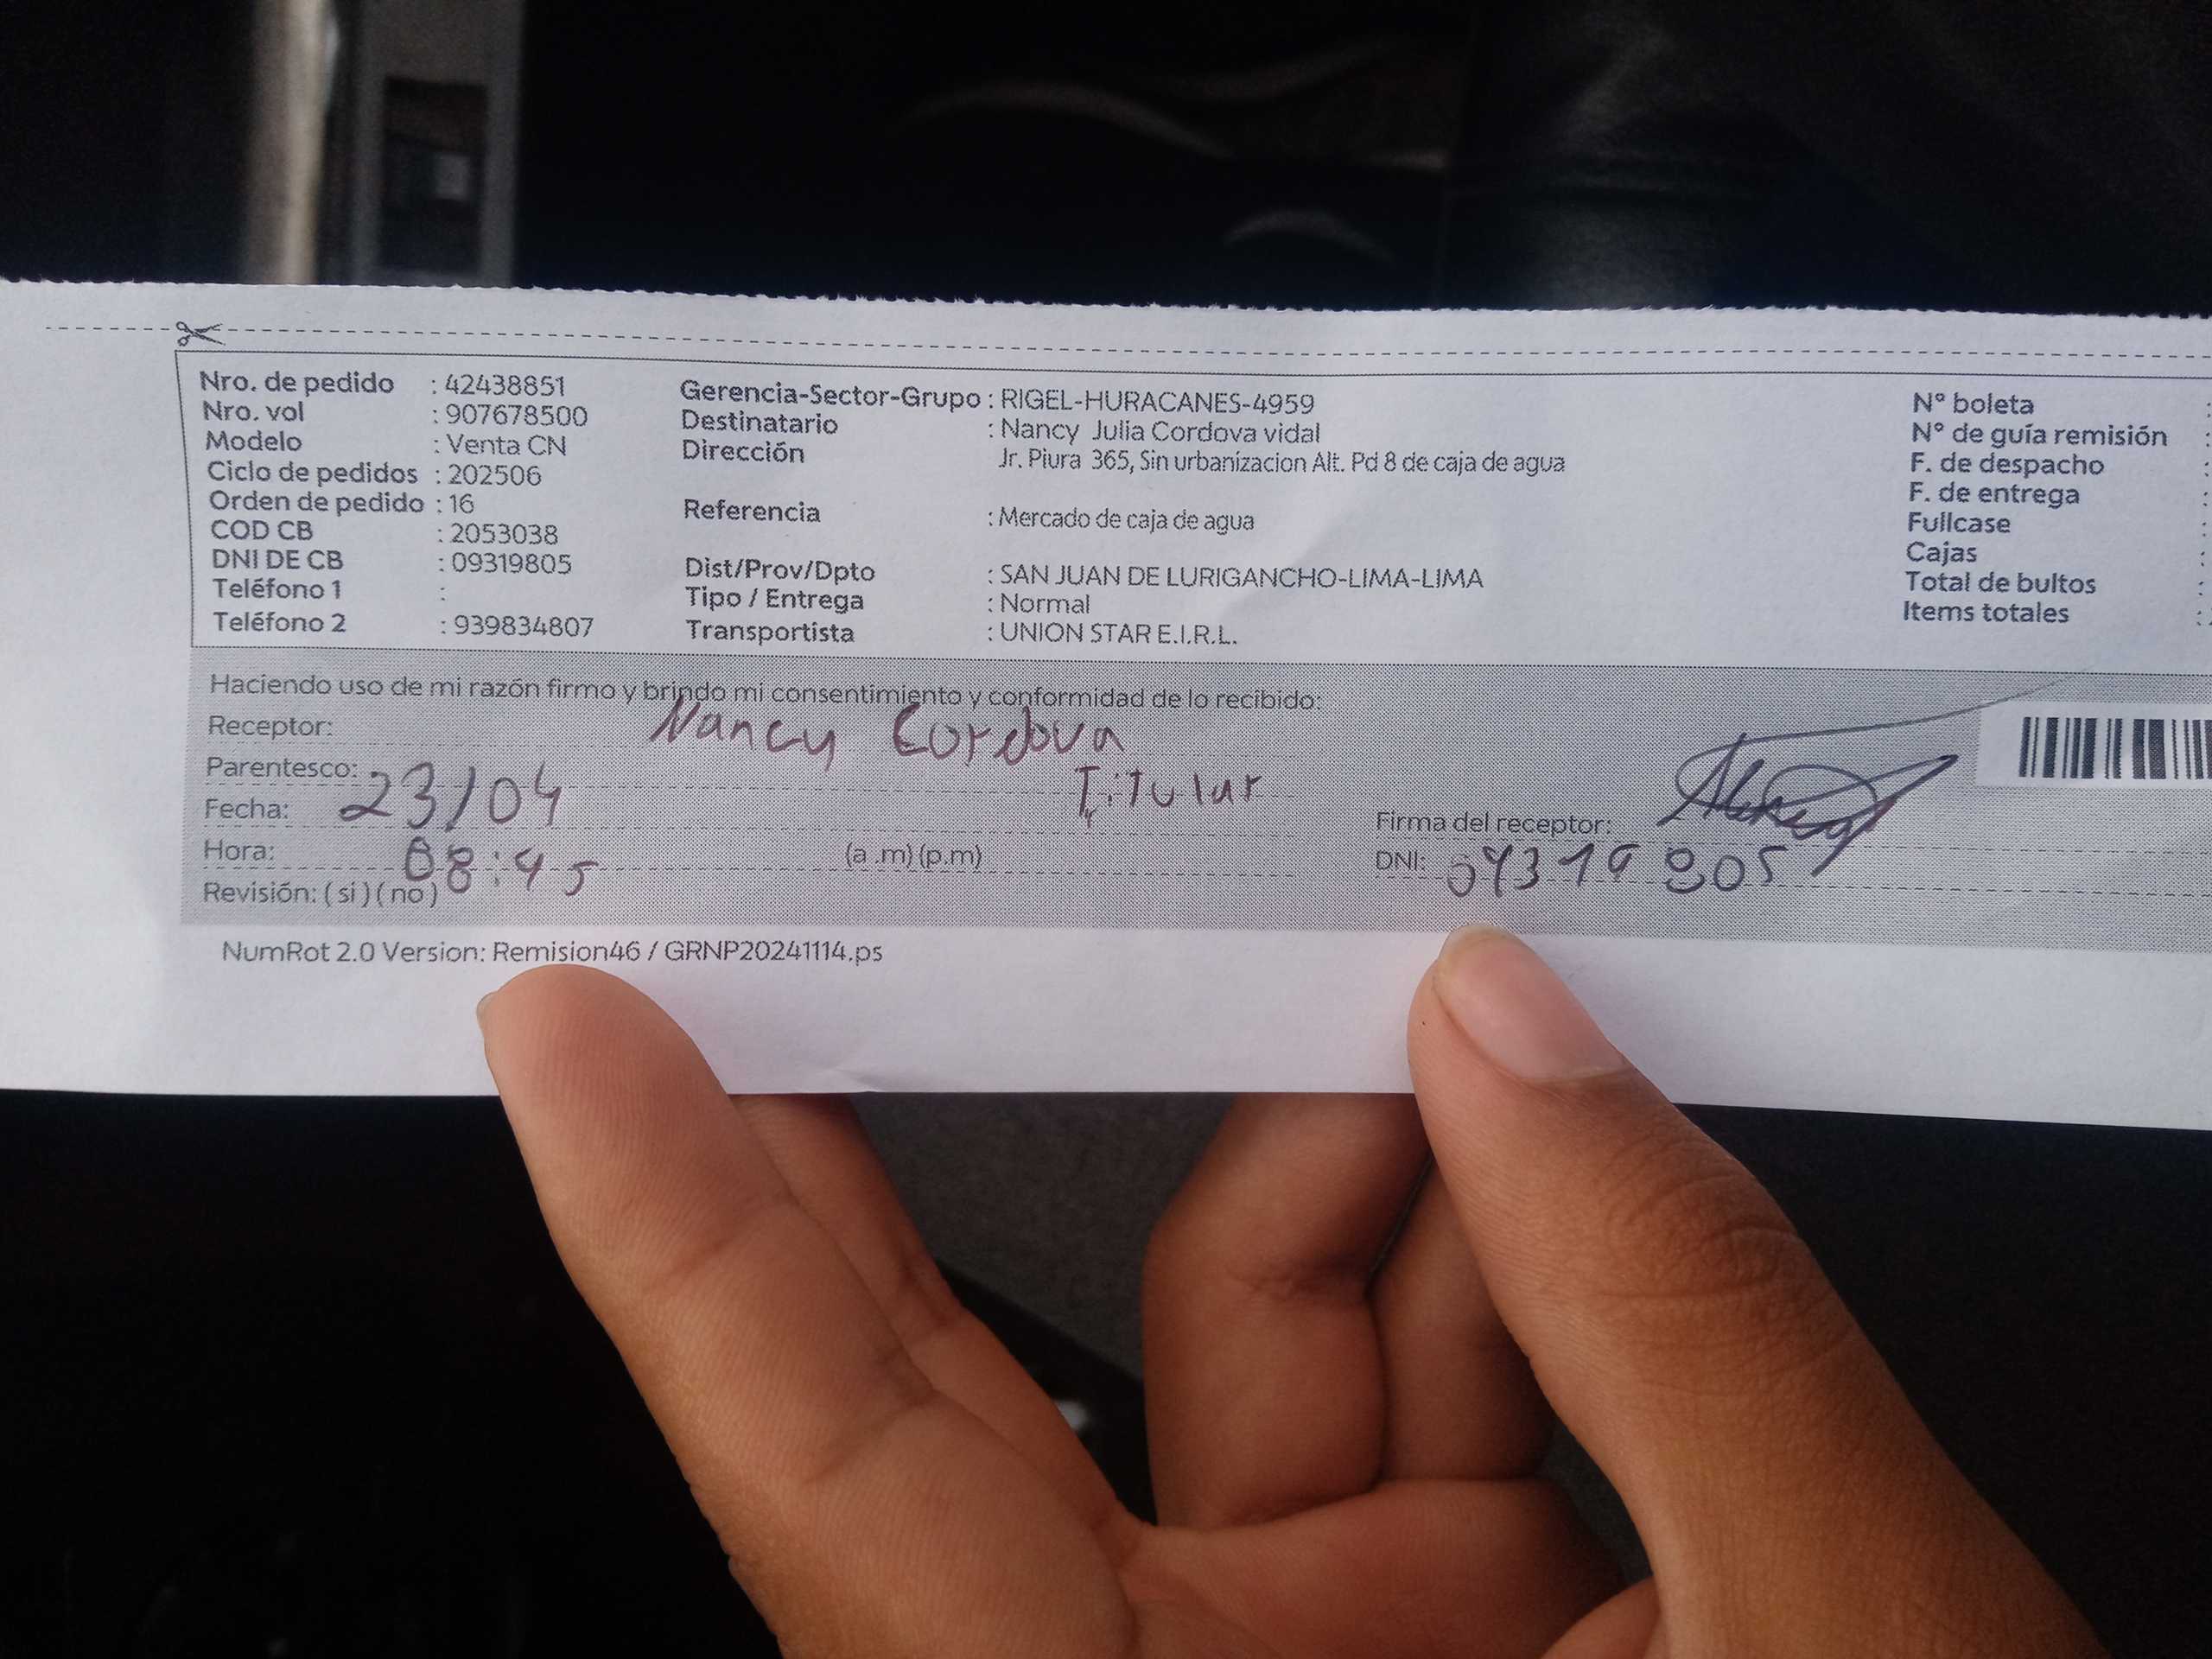 Nro. de pedido : 42438851
Nro. vol : 907678500
Modelo : Venta CN
Ciclo de pedidos : 202506
Orden de pedido : 16
COD CB : 2053038
DNI DE CB : 09319805
Teléfono 1 :
Teléfono 2 : 939834807
Gerencia-Sector-Grupo : RIGEL-HURACANES-4959
Destinatario : Nancy Julia Cordova vidal
Dirección Jr. Piura 365, Sin urbanizacion Alt. Pd 8 de caja de agua
Referencia : Mercado de caja de agua
Dist/Prov/Dpto : SAN JUAN DE LURIGANCHO-LIMA-LIMA
Tipo / Entrega : Normal
Transportista : UNION STAR E.I.R.L.
N° boleta :
N° de guía remisión :
F. de despacho :
F. de entrega :
Fullcase :
Cajas :
Total de bultos :
Items totales :
Haciendo uso de mi razón firmo y brindo mi consentimiento y conformidad de lo recibido:
Receptor: Nancy Cordova
Parentesco: Titular
Fecha: 23/04
Hora: 08:45 (a .m) (p.m)
Revisión: ( si ) ( no )
Firma del receptor:
DNI: 09319805
NumRot 2.0 Version: Remision46 / GRNP20241114.ps